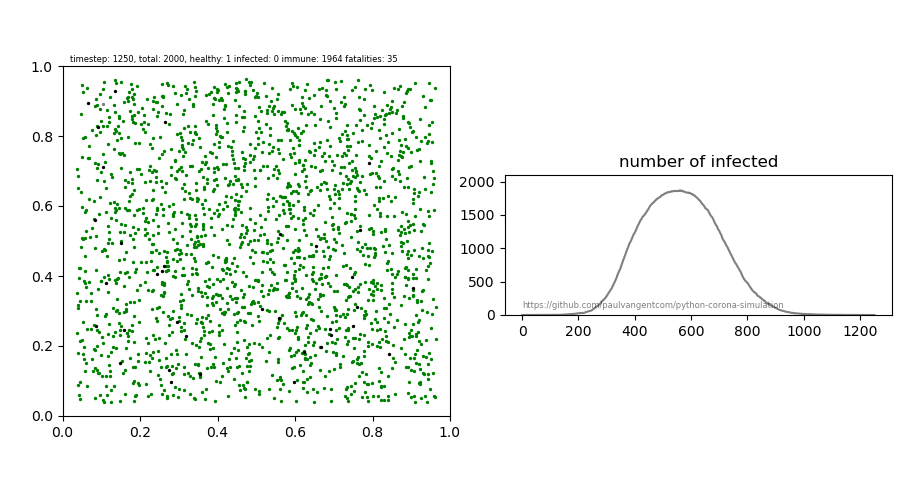 timestep: 1250, total: 2000, healthy: 1 infected: 0 immune: 1964 fatalities: 35
1.0
0.8
0.6
0.4
0.2
0.0
0.0 0.2 0.4 0.6 0.8 1.0
number of infected
2000
1500
1000
500
0
https://github.com/paulvangentcom/python-corona-simulation
0 200 400 600 800 1000 1200